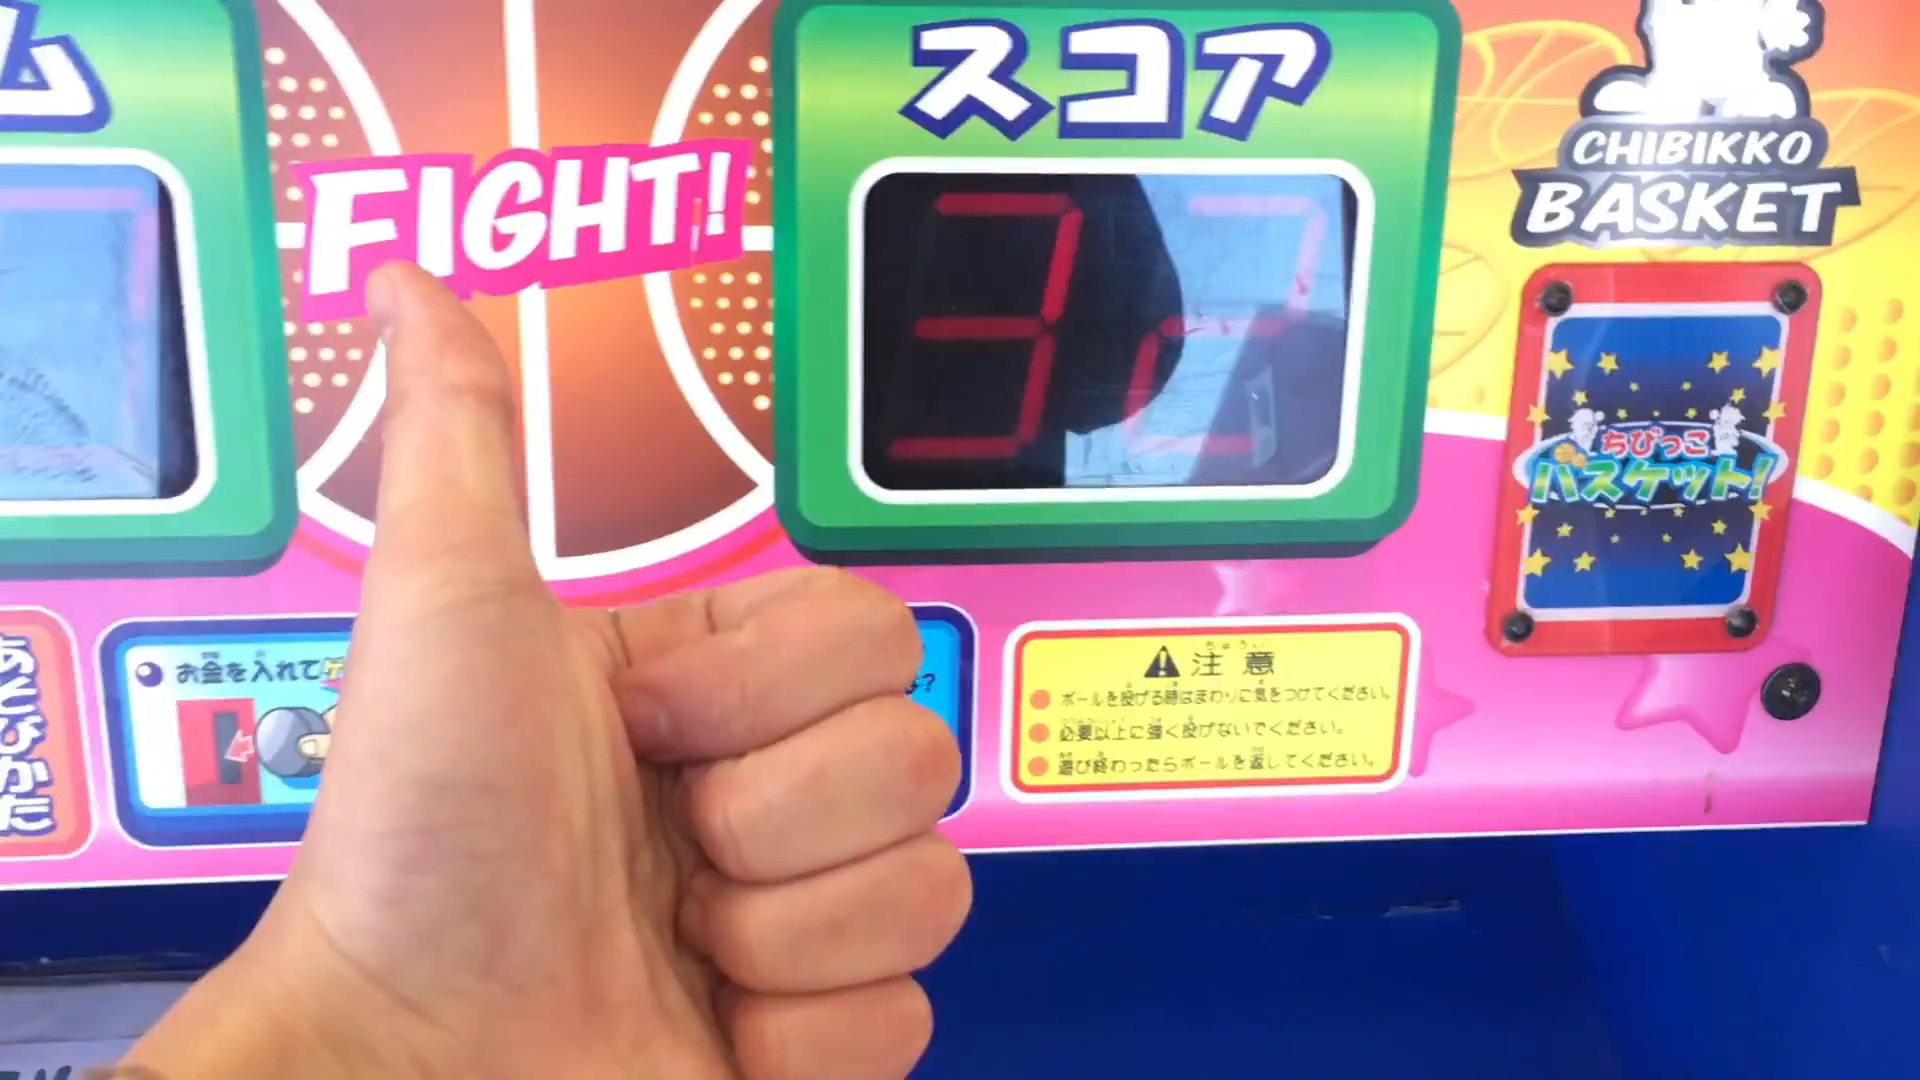 ム
FIGHT!
スコア
32
CHIBIKKO
BASKET
ちびっこ
バスケット!
あそびかた
お金を入れて
?
注意
ボールを投げる時はまわりに気をつけてください。
必要以上に強く投げないでください。
遊び終わったらボールを返してください。